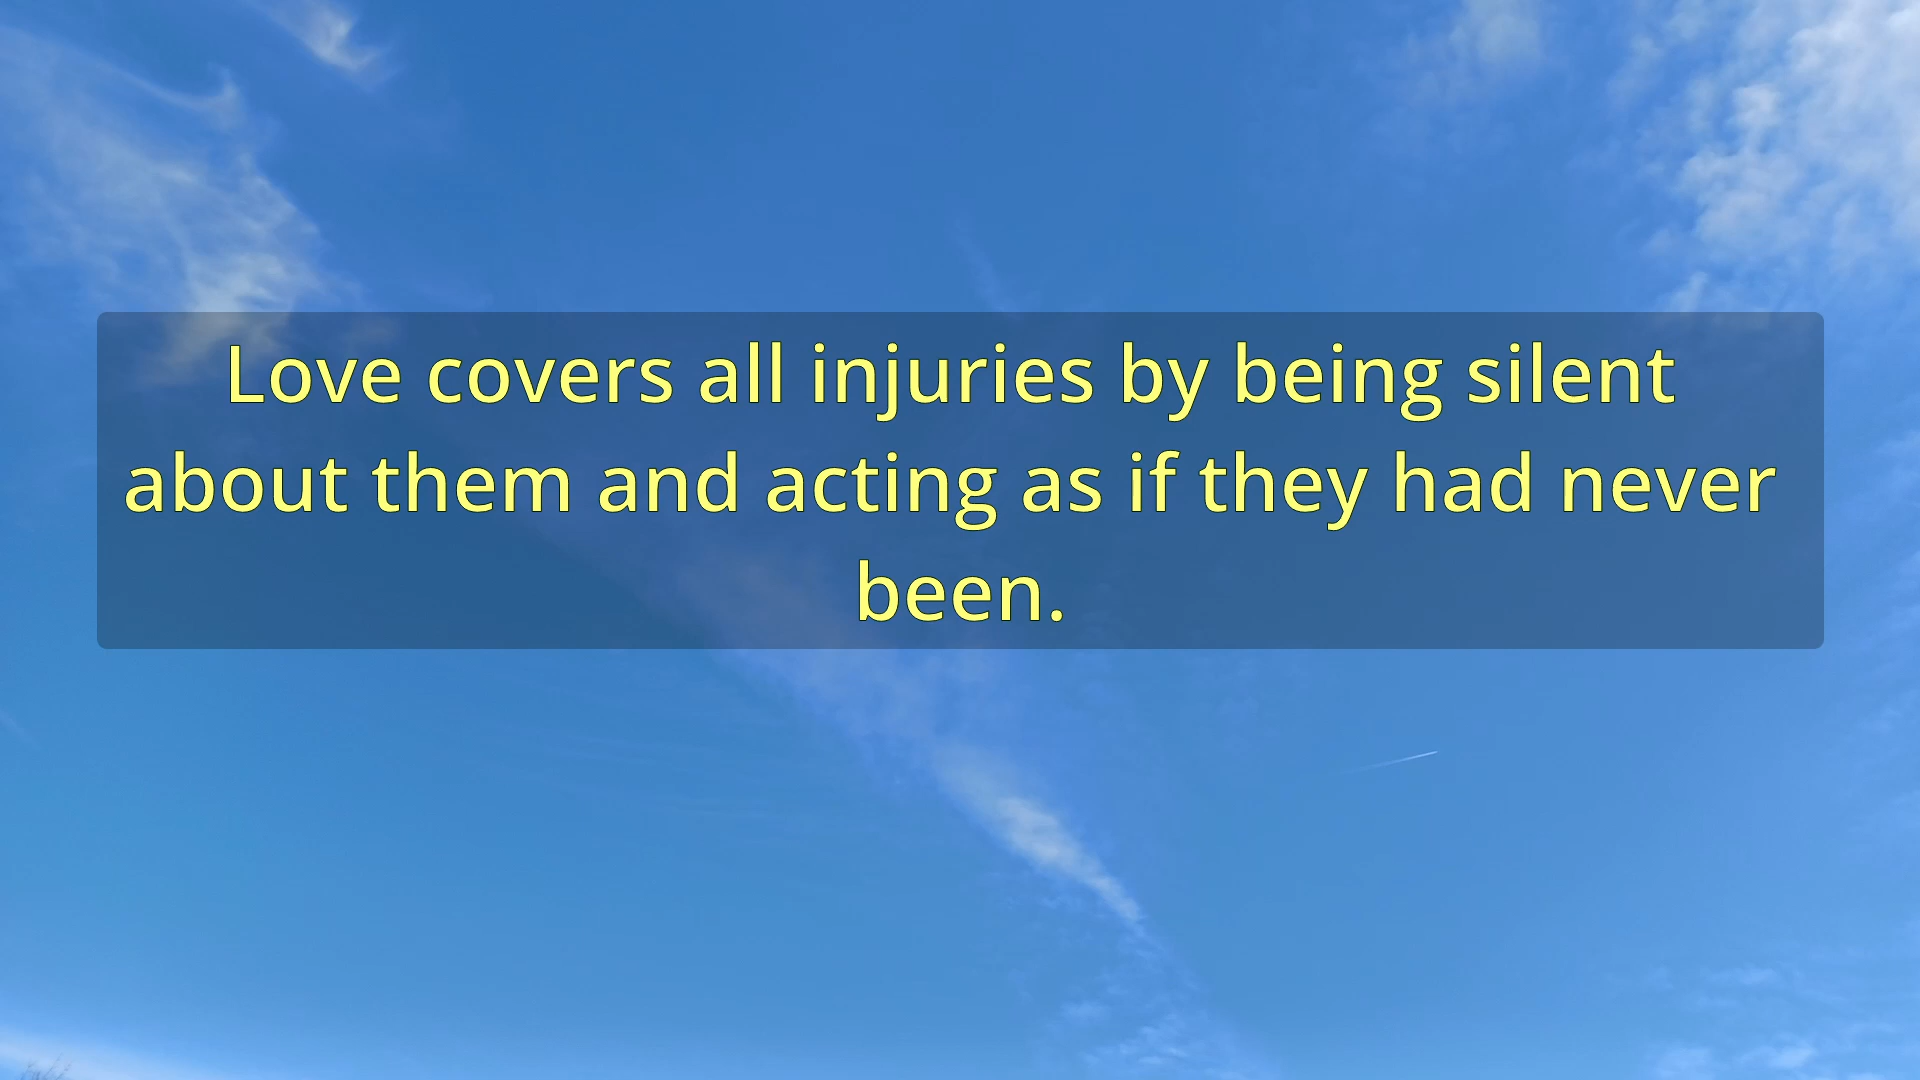 Love covers all injuries by being silent
about them and acting as if they had never
been.